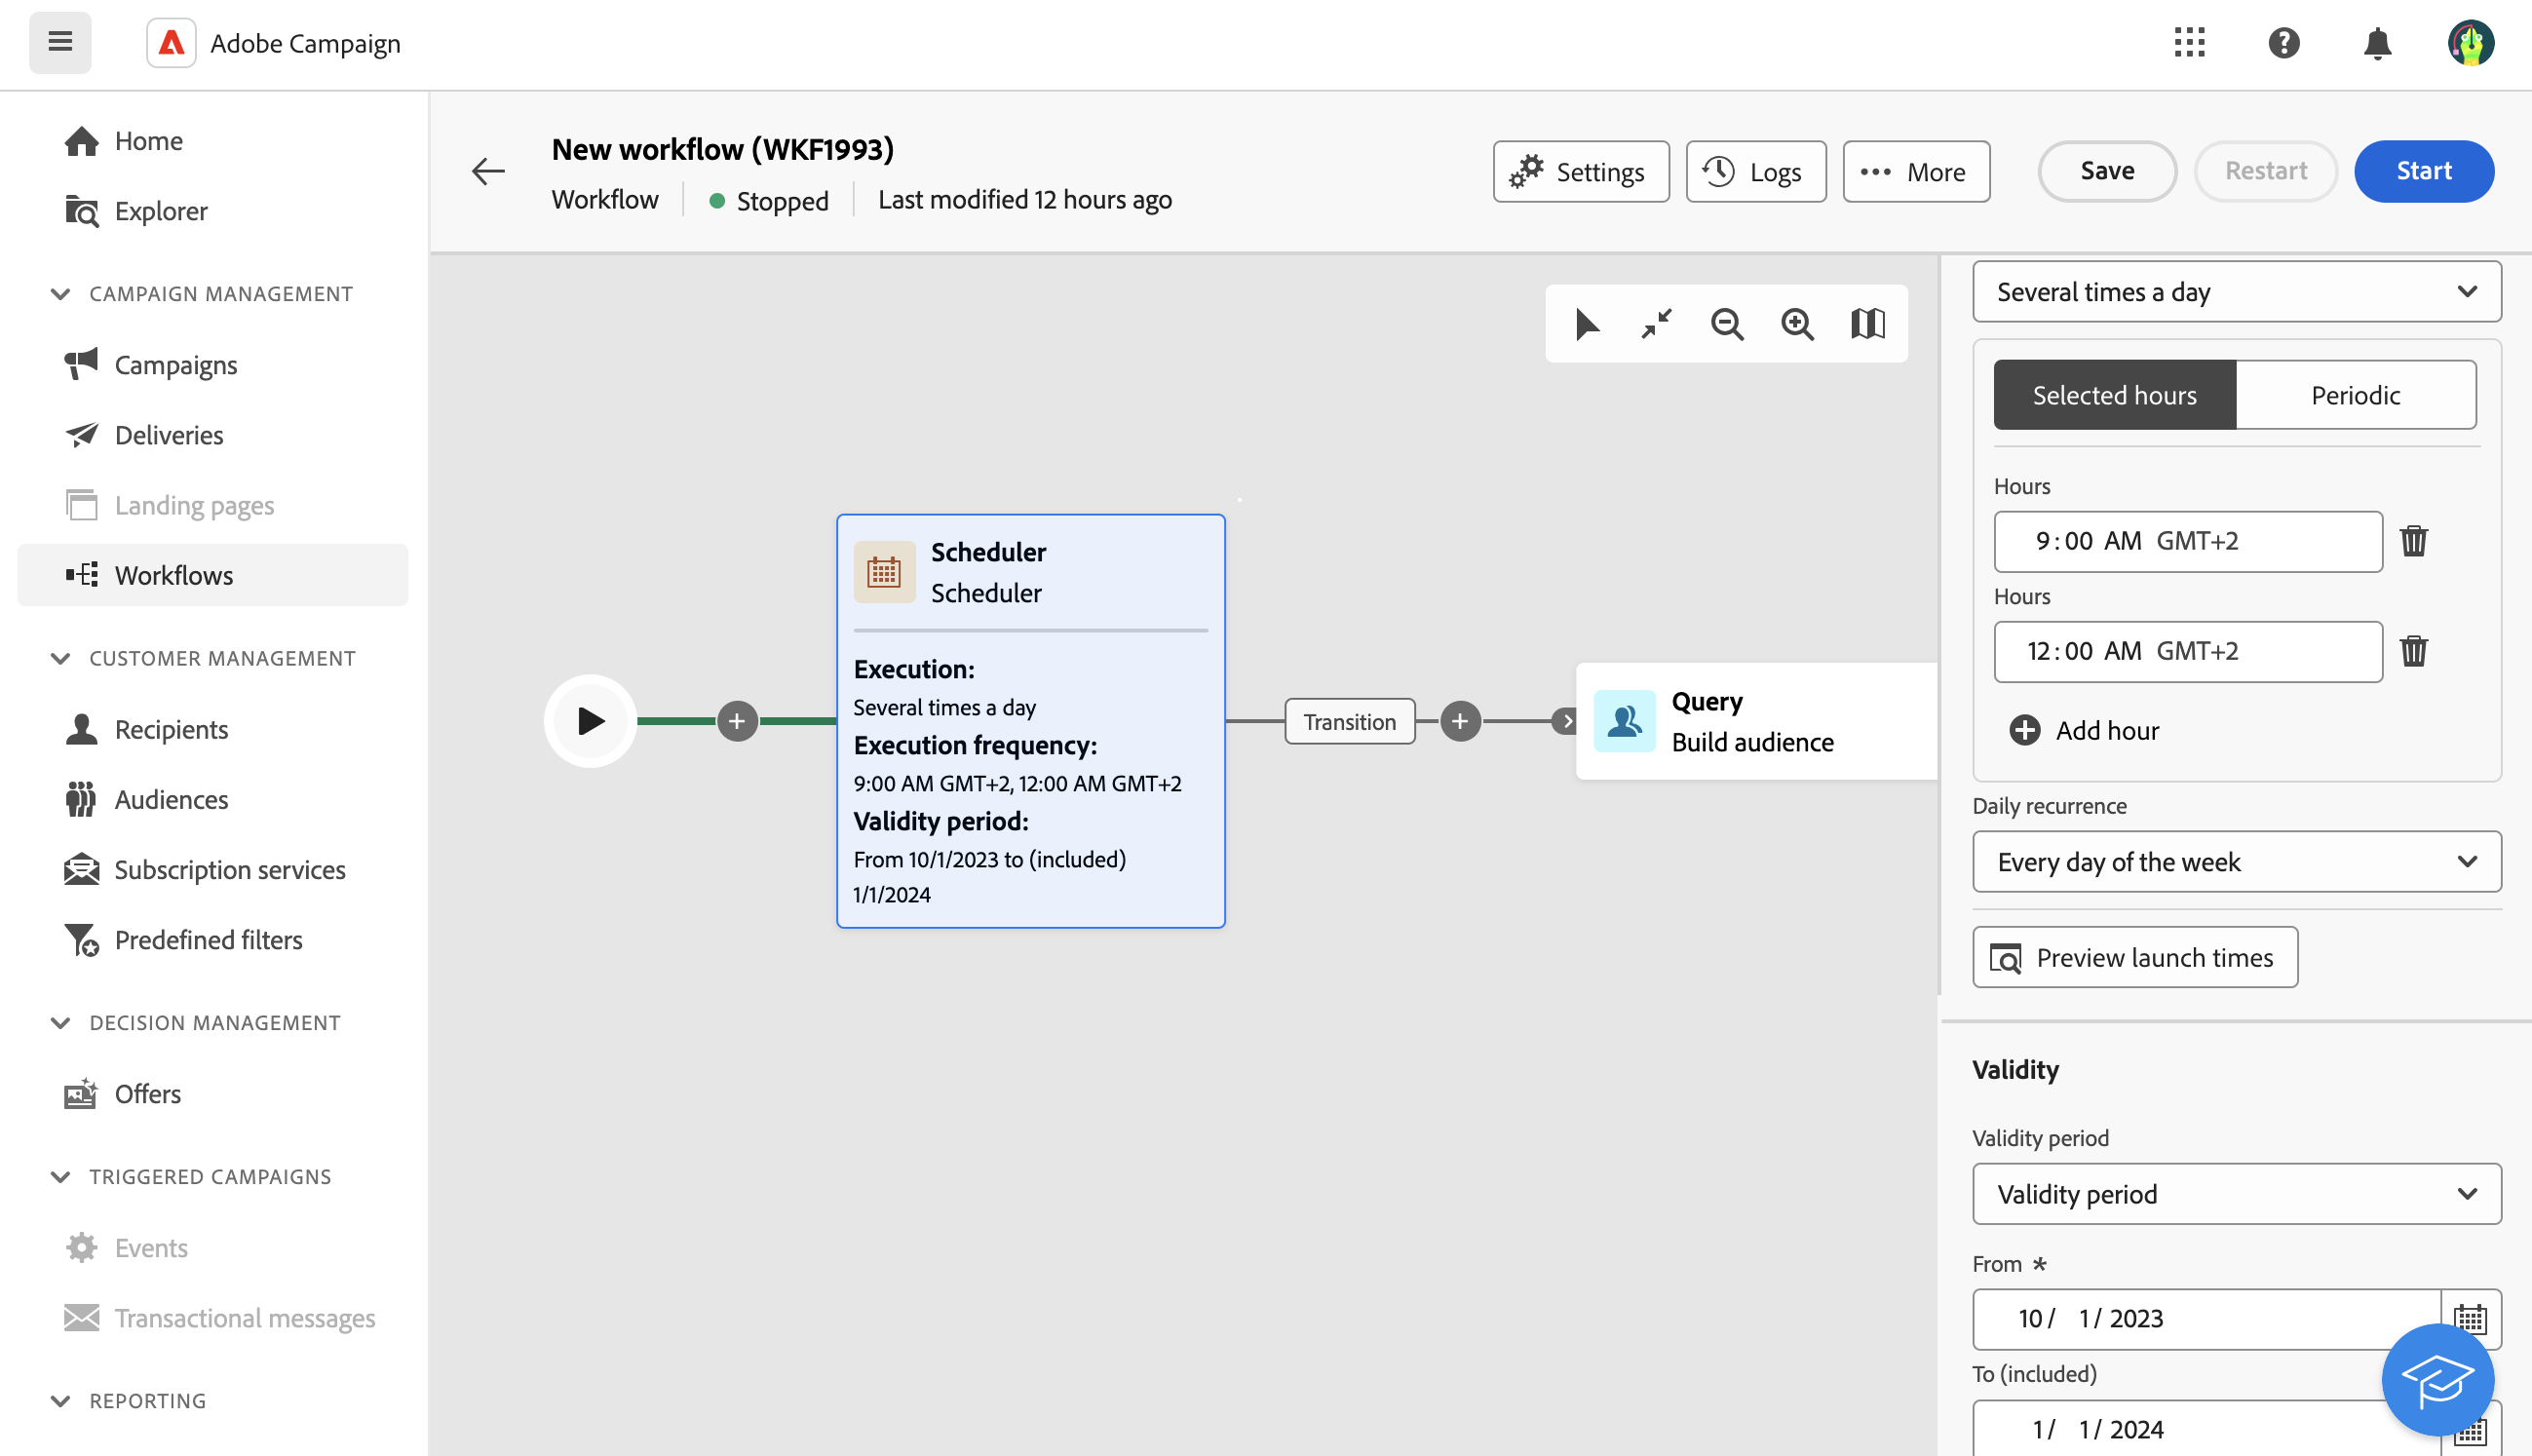 Adobe Campaign
Home
Explorer
CAMPAIGN MANAGEMENT
Campaigns
Deliveries
Landing pages
Workflows
CUSTOMER MANAGEMENT
Recipients
Audiences
Subscription services
Predefined filters
DECISION MANAGEMENT
Offers
TRIGGERED CAMPAIGNS
Events
Transactional messages
REPORTING
New workflow (WKF1993)
Workflow
Stopped
Last modified 12 hours ago
Settings
Logs
More
Save
Restart
Start
Scheduler
Scheduler
Execution:
Several times a day
Execution frequency:
9:00 AM GMT+2, 12:00 AM GMT+2
Validity period:
From 10/1/2023 to (included)
1/1/2024
Transition
Query
Build audience
Several times a day
Selected hours
Periodic
Hours
9:00 AM GMT+2
Hours
12:00 AM GMT+2
Add hour
Daily recurrence
Every day of the week
Preview launch times
Validity
Validity period
Validity period
From *
10/ 1/ 2023
To (included)
1/ 1/ 2024